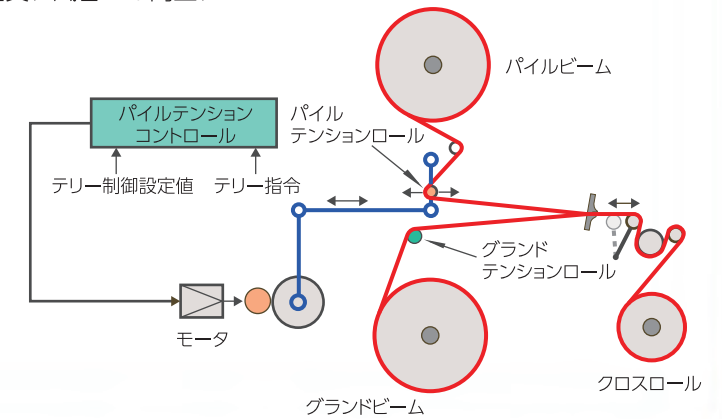 パイルビーム
パイルテンション
コントロール
パイル
テンションロール
テリー制御設定値
テリー指令
グランド
テンションロール
モータ
クロスロール
グランドビーム